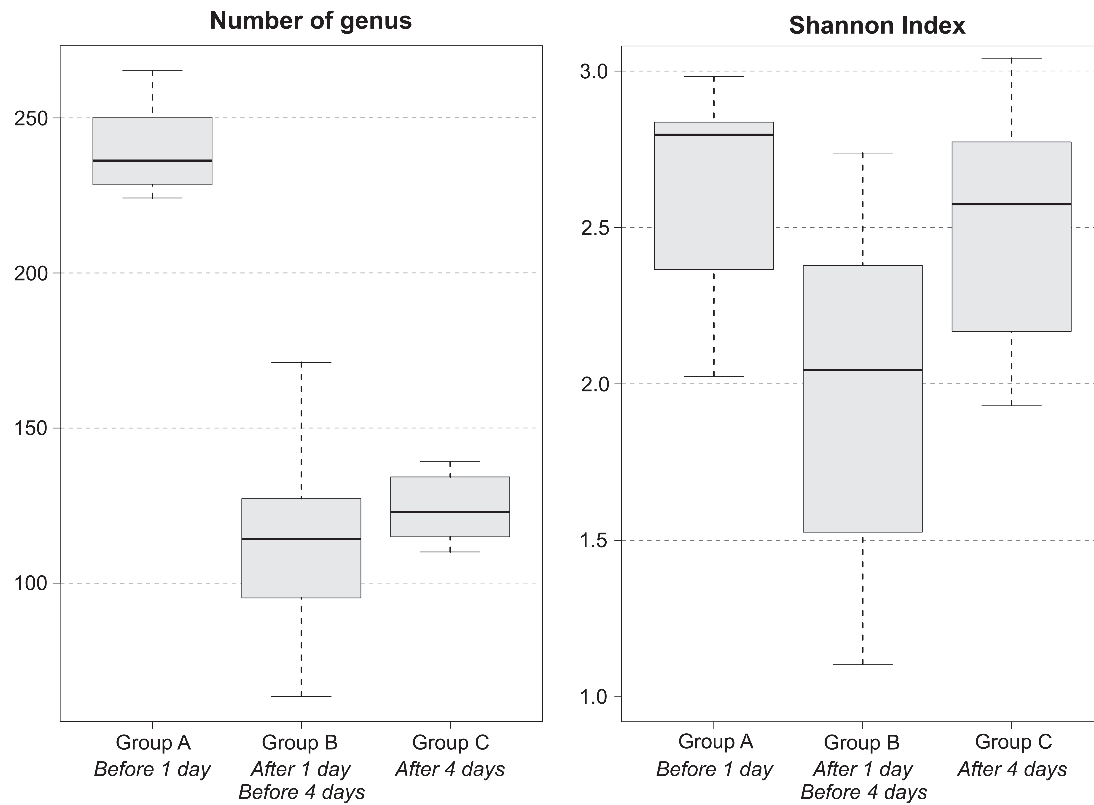 Number of genus
250
200
150
100
Group A
Before 1 day
Group B
After 1 day
Before 4 days
Group C
After 4 days
Shannon Index
3.0
2.5
2.0
1.5
1.0
Group A
Before 1 day
Group B
After 1 day
Before 4 days
Group C
After 4 days